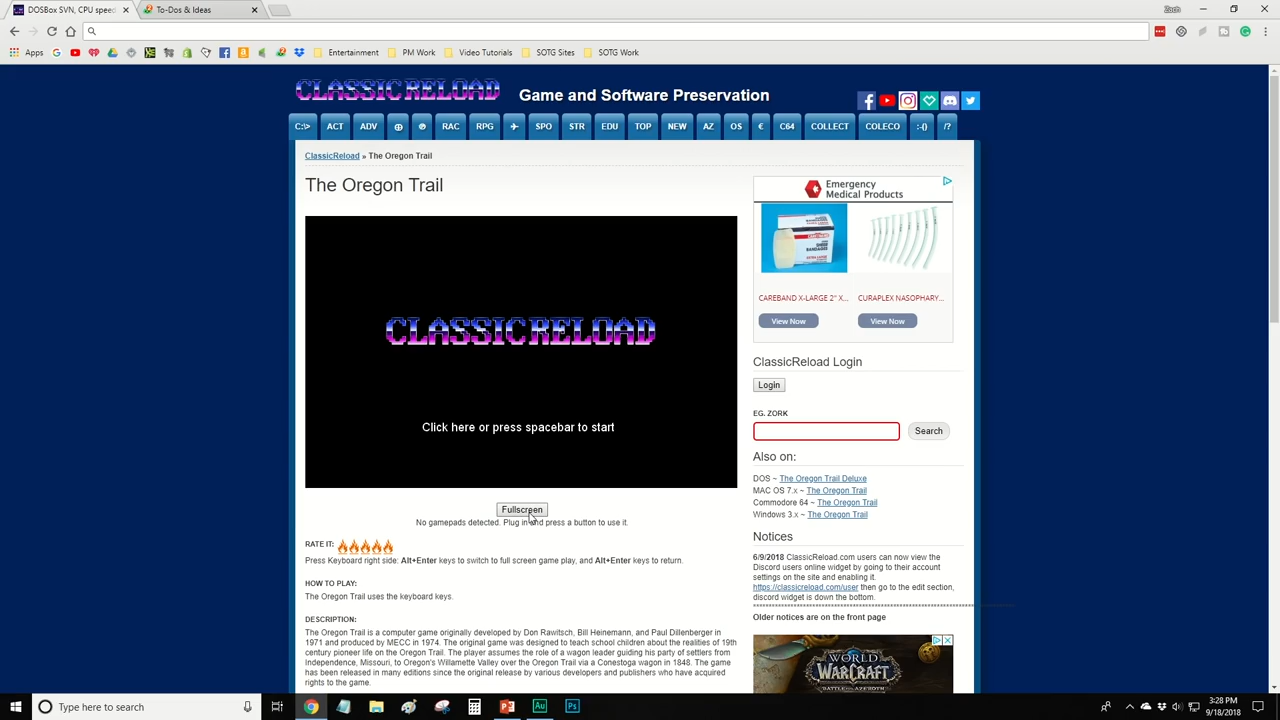 DOSBox SVN, CPU speed
To-Dos & Ideas
Zach
Apps
Entertainment
PM Work
Video Tutorials
SOTG Sites
SOTG Work
CLASSICRELOAD
Game and Software Preservation
C:\>
ACT
ADV
RAC
RPG
SPO
STR
EDU
TOP
NEW
AZ
OS
€
C64
COLLECT
COLECO
:-()
/?
ClassicReload » The Oregon Trail
The Oregon Trail
CLASSICRELOAD
Click here or press spacebar to start
Fullscreen
No gamepads detected. Plug in and press a button to use it.
RATE IT:
Press Keyboard right side: Alt+Enter keys to switch to full screen game play, and Alt+Enter keys to return.
HOW TO PLAY:
The Oregon Trail uses the keyboard keys.
DESCRIPTION:
The Oregon Trail is a computer game originally developed by Don Rawitsch, Bill Heinemann, and Paul Dillenberger in
1971 and produced by MECC in 1974. The original game was designed to teach school children about the realities of 19th
century pioneer life on the Oregon Trail. The player assumes the role of a wagon leader guiding his party of settlers from
Independence, Missouri, to Oregon's Willamette Valley over the Oregon Trail via a Conestoga wagon in 1848. The game
has been released in many editions since the original release by various developers and publishers who have acquired
rights to the game.
Emergency
Medical Products
CAREBAND X-LARGE 2" X...
CURAPLEX NASOPHARY...
View Now
View Now
ClassicReload Login
Login
EG. ZORK
Search
Also on:
DOS ~ The Oregon Trail Deluxe
MAC OS 7.x ~ The Oregon Trail
Commodore 64 ~ The Oregon Trail
Windows 3.x ~ The Oregon Trail
Notices
6/9/2018 ClassicReload.com users can now view the
Discord users online widget by going to their account
settings on the site and enabling it.
https://classicreload.com/user then go to the edit section,
discord widget is down the bottom.
Older notices are on the front page
WORLD
WARCRAFT
BATTLE FOR AZEROTH
Type here to search
3:28 PM
9/18/2018